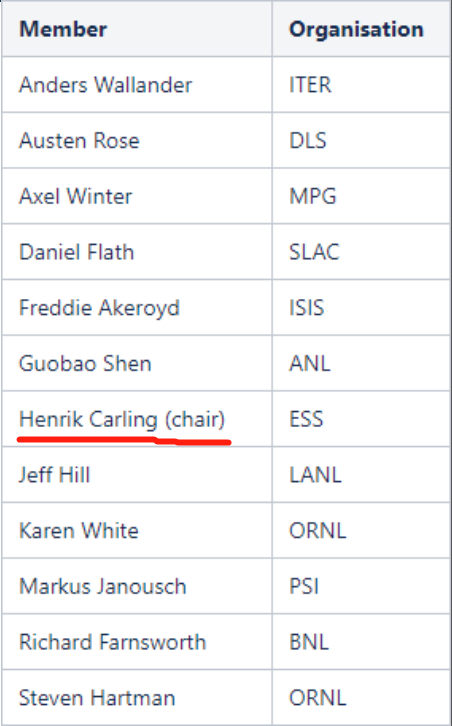 Member Organisation
Anders Wallander ITER
Austen Rose DLS
Axel Winter MPG
Daniel Flath SLAC
Freddie Akeroyd ISIS
Guobao Shen ANL
Henrik Carling (chair) ESS
Jeff Hill LANL
Karen White ORNL
Markus Janousch PSI
Richard Farnsworth BNL
Steven Hartman ORNL